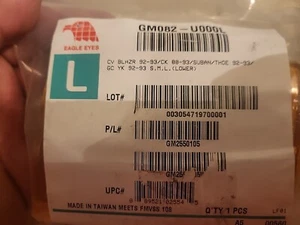 GM082-U000L
EAGLE EYES
CV BLAZR 92-93/CK 88-93/SUBAN/THOE 92-93/
GC YK 92-93 S.M.L.(LOWER)
L
LOT#
003054719700001
P/L#
GM2550105
UPC#
MADE IN TAIWAN MEETS FMVSS 108
Q'TY 1 PCS